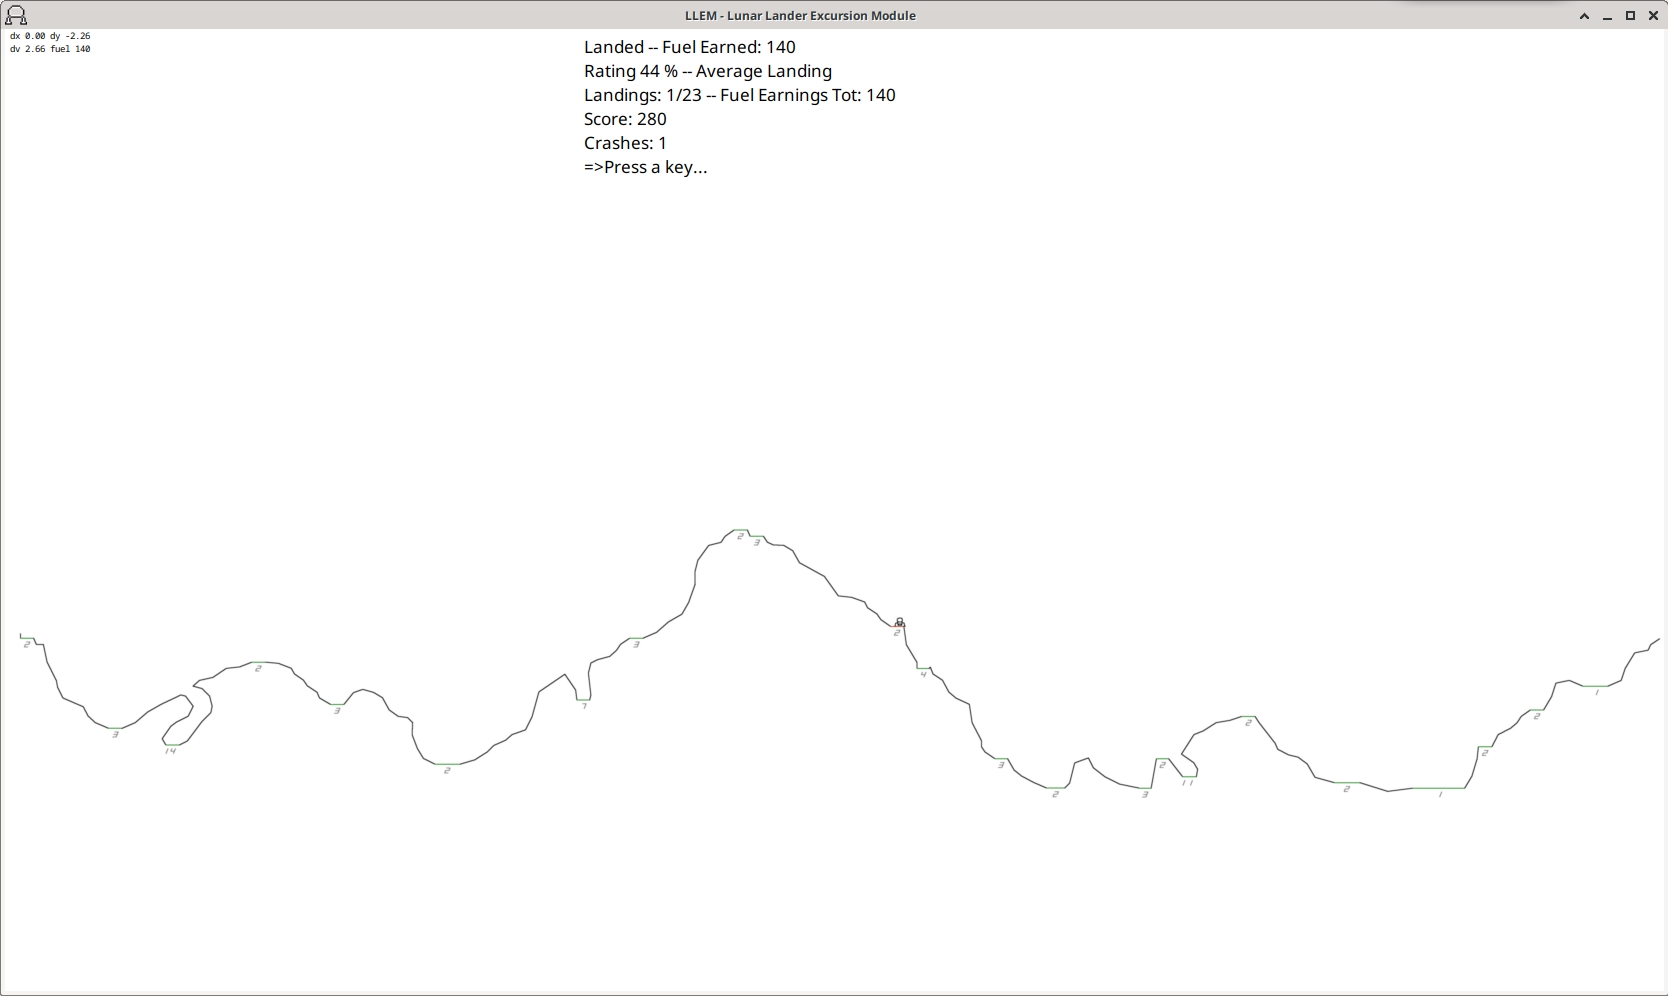 LLEM - Lunar Lander Excursion Module
dx 0.00 dy -2.26
dv 2.66 fuel 140
Landed -- Fuel Earned: 140
Rating 44 % -- Average Landing
Landings: 1/23 -- Fuel Earnings Tot: 140
Score: 280
Crashes: 1
=>Press a key...
2 3
2
2
3
4
2
7
1
3
2
2
3
14
2
2
3
2
11
2
3
2
1